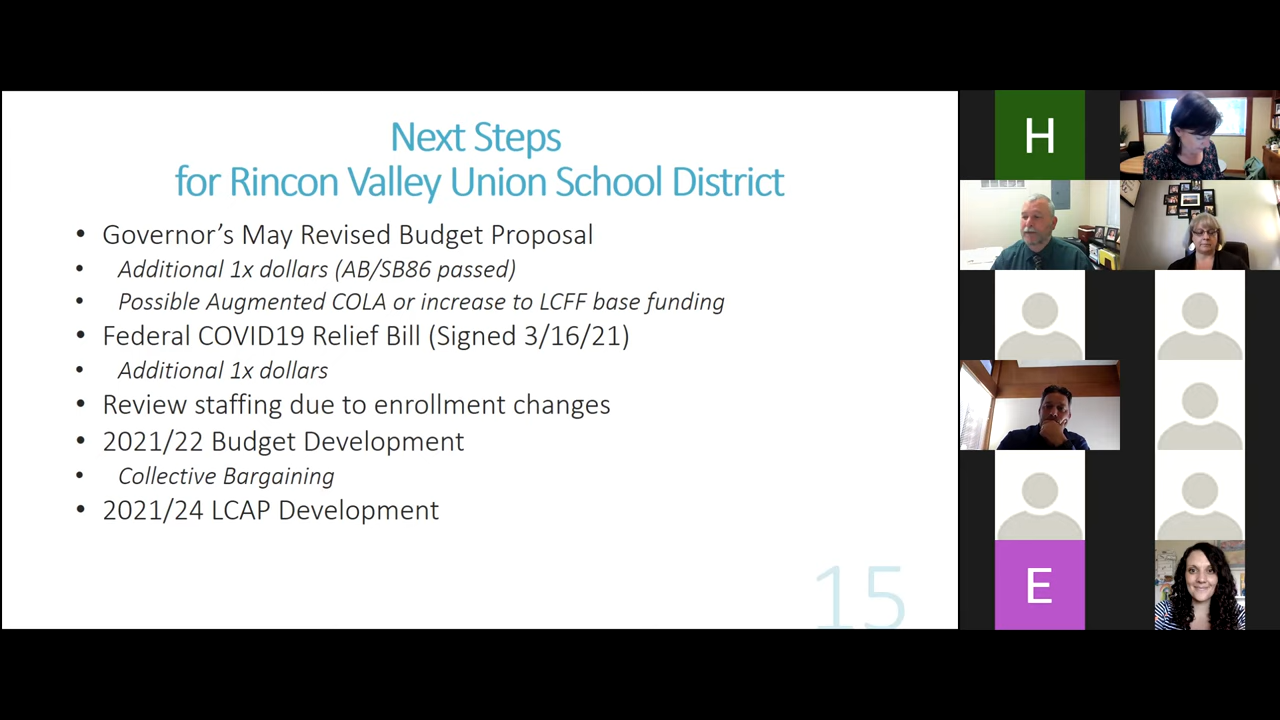 Next Steps
for Rincon Valley Union School District
• Governor’s May Revised Budget Proposal
• Additional 1x dollars (AB/SB86 passed)
• Possible Augmented COLA or increase to LCFF base funding
• Federal COVID19 Relief Bill (Signed 3/16/21)
• Additional 1x dollars
• Review staffing due to enrollment changes
• 2021/22 Budget Development
• Collective Bargaining
• 2021/24 LCAP Development
15
H
E